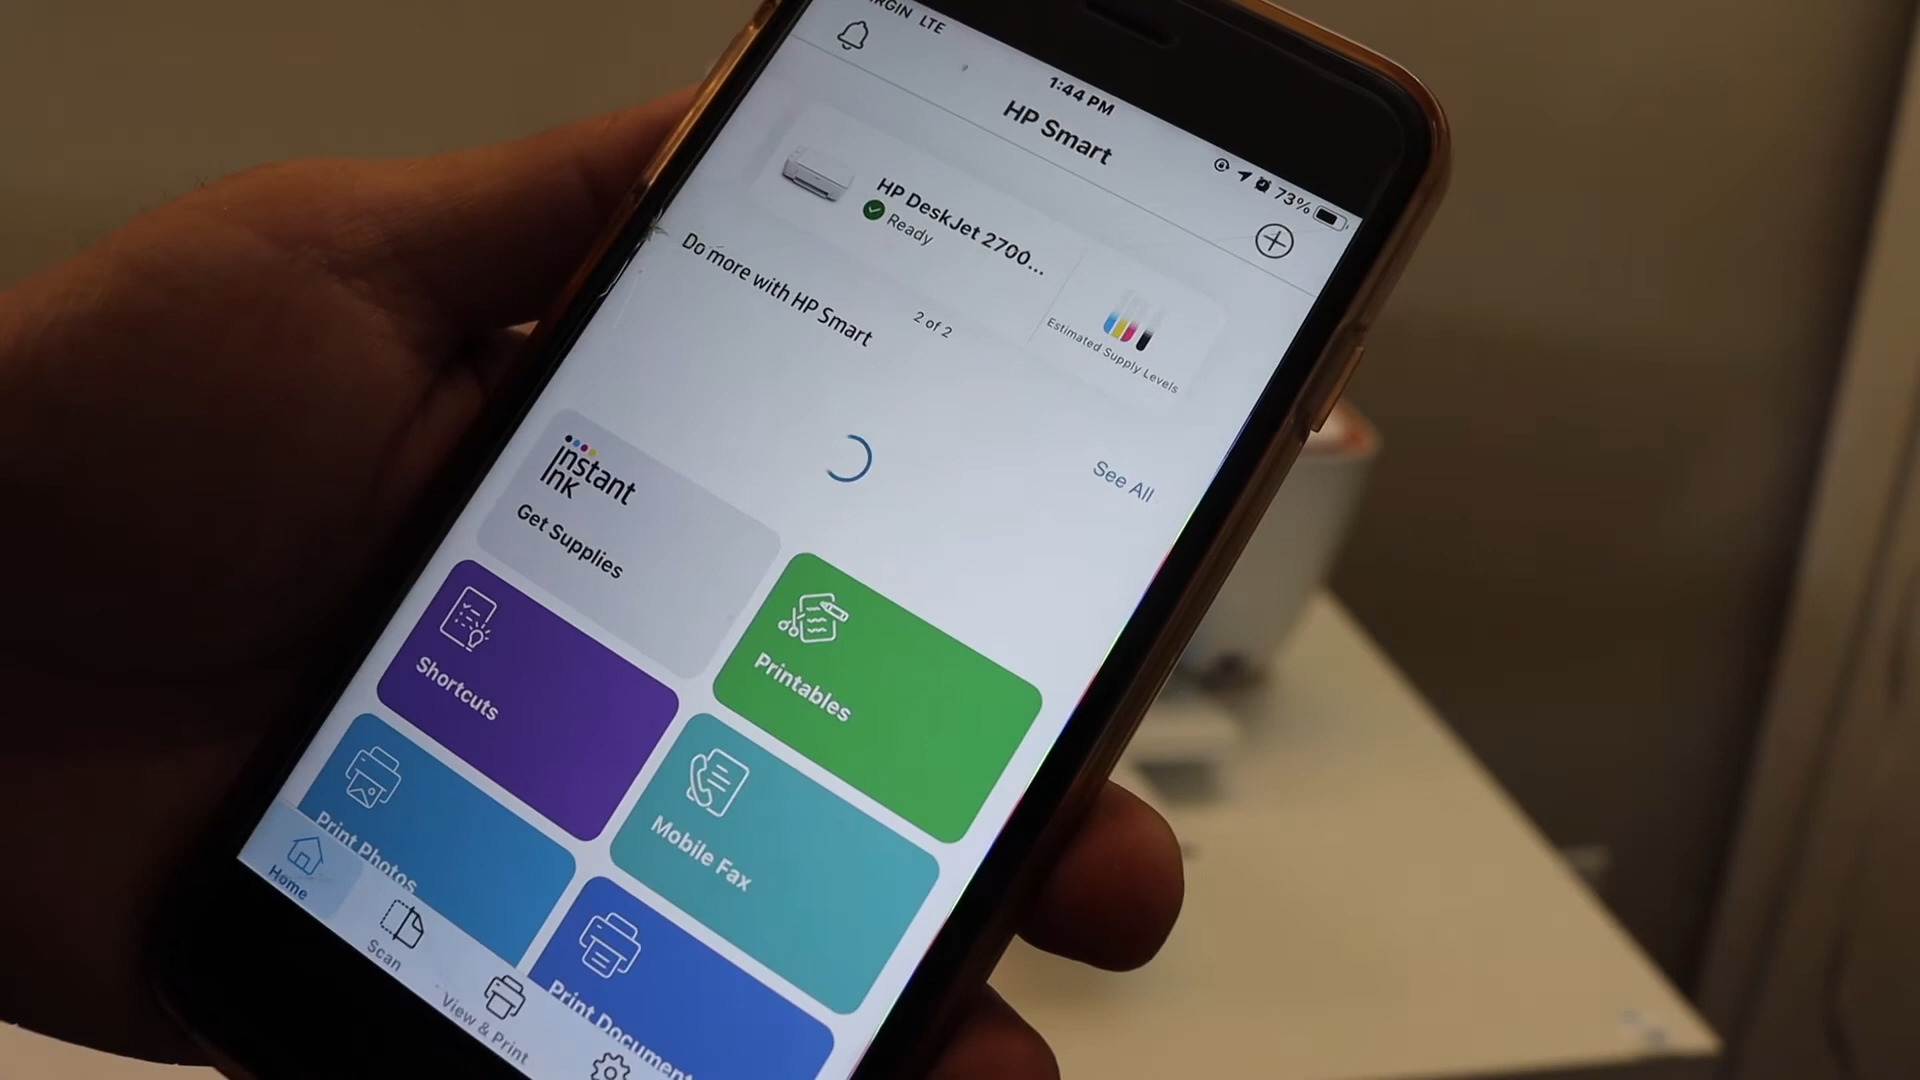 RGIN LTE
1:44 PM
73%
HP Smart
HP DeskJet 2700...
Ready
Estimated Supply Levels
2 of 2
Do more with HP Smart
See All
Instant
Ink
Get Supplies
Printables
Shortcuts
Mobile Fax
Print Photos
Print Document
Home
Scan
View & Print